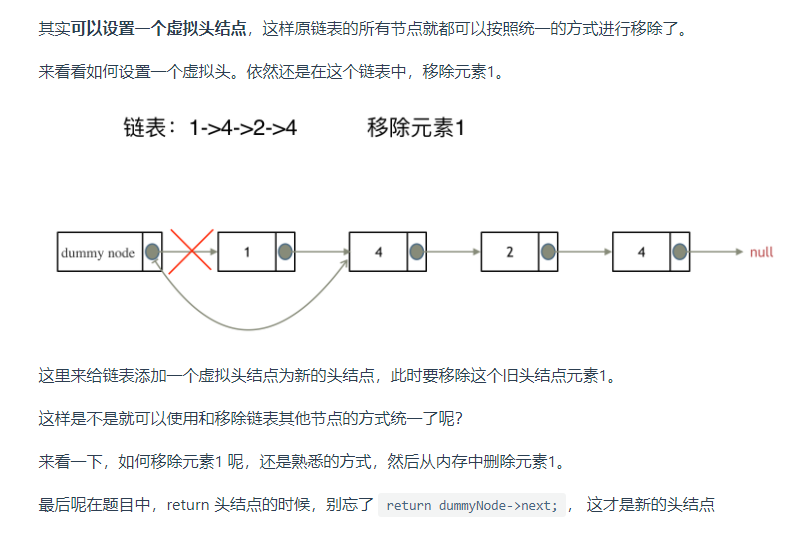 其实可以设置一个虚拟头结点，这样原链表的所有节点就都可以按照统一的方式进行移除了。
来看看如何设置一个虚拟头。依然还是在这个链表中，移除元素1。
链表：1->4->2->4 移除元素1
dummy node 1 4 2 4 null
这里来给链表添加一个虚拟头结点为新的头结点，此时要移除这个旧头结点元素1。
这样是不是就可以使用和移除链表其他节点的方式统一了呢？
来看一下，如何移除元素1 呢，还是熟悉的方式，然后从内存中删除元素1。
最后呢在题目中，return 头结点的时候，别忘了 return dummyNode->next; ， 这才是新的头结点